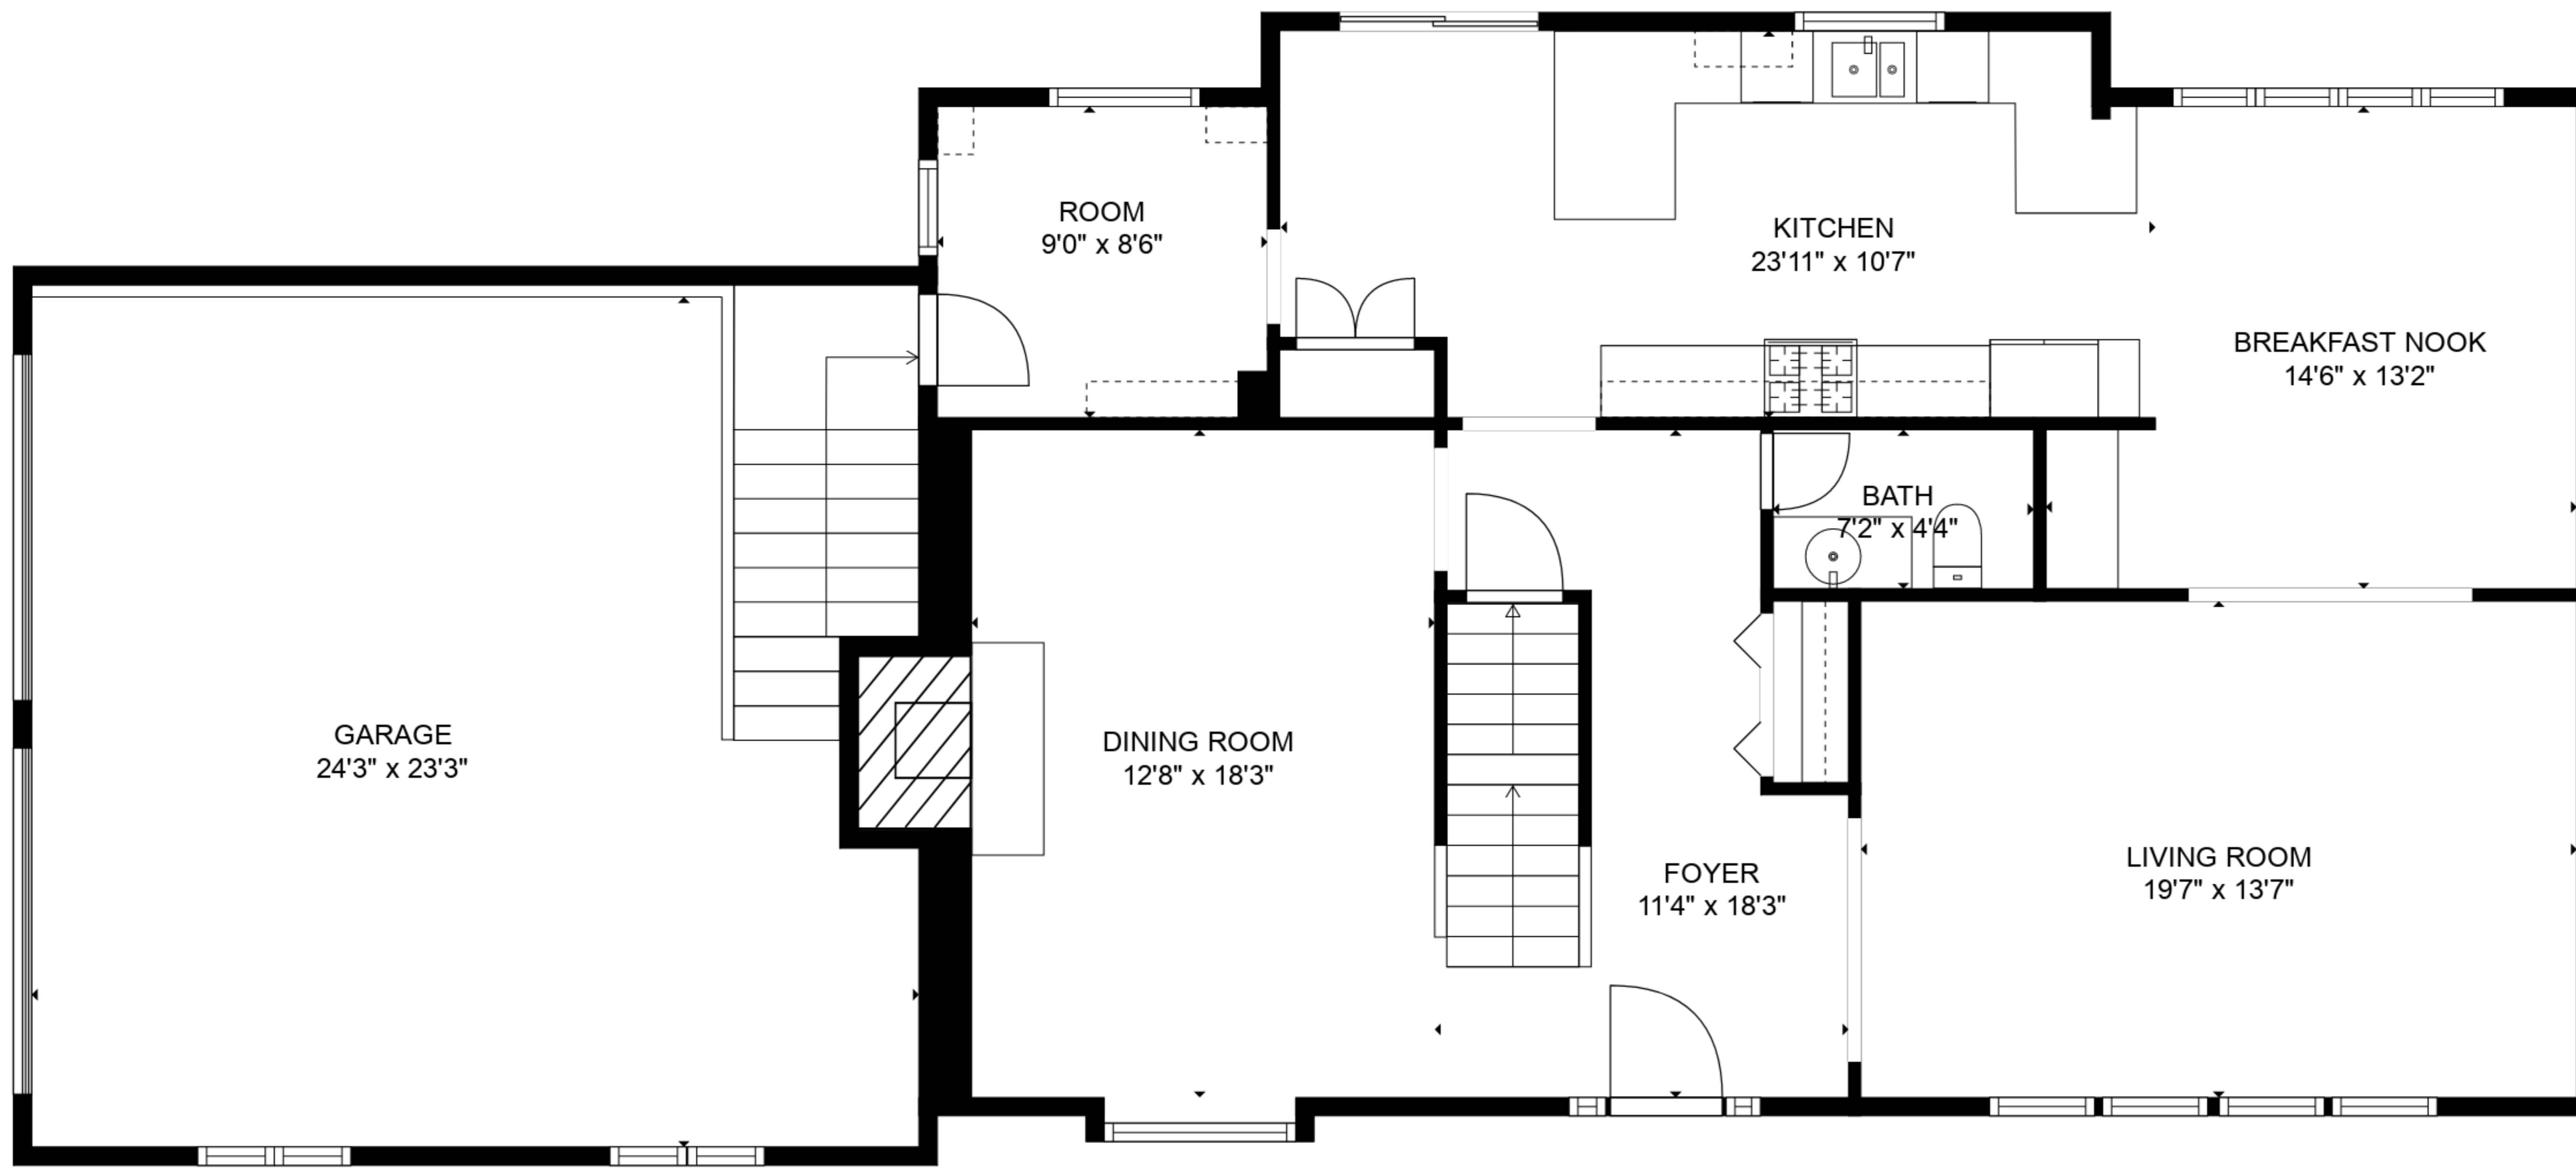 ROOM
9'0" x 8'6"
KITCHEN
23'11" x 10'7"
BREAKFAST NOOK
14'6" x 13'2"
BATH
7'2" x 4'4"
GARAGE
24'3" x 23'3"
DINING ROOM
12'8" x 18'3"
FOYER
11'4" x 18'3"
LIVING ROOM
19'7" x 13'7"